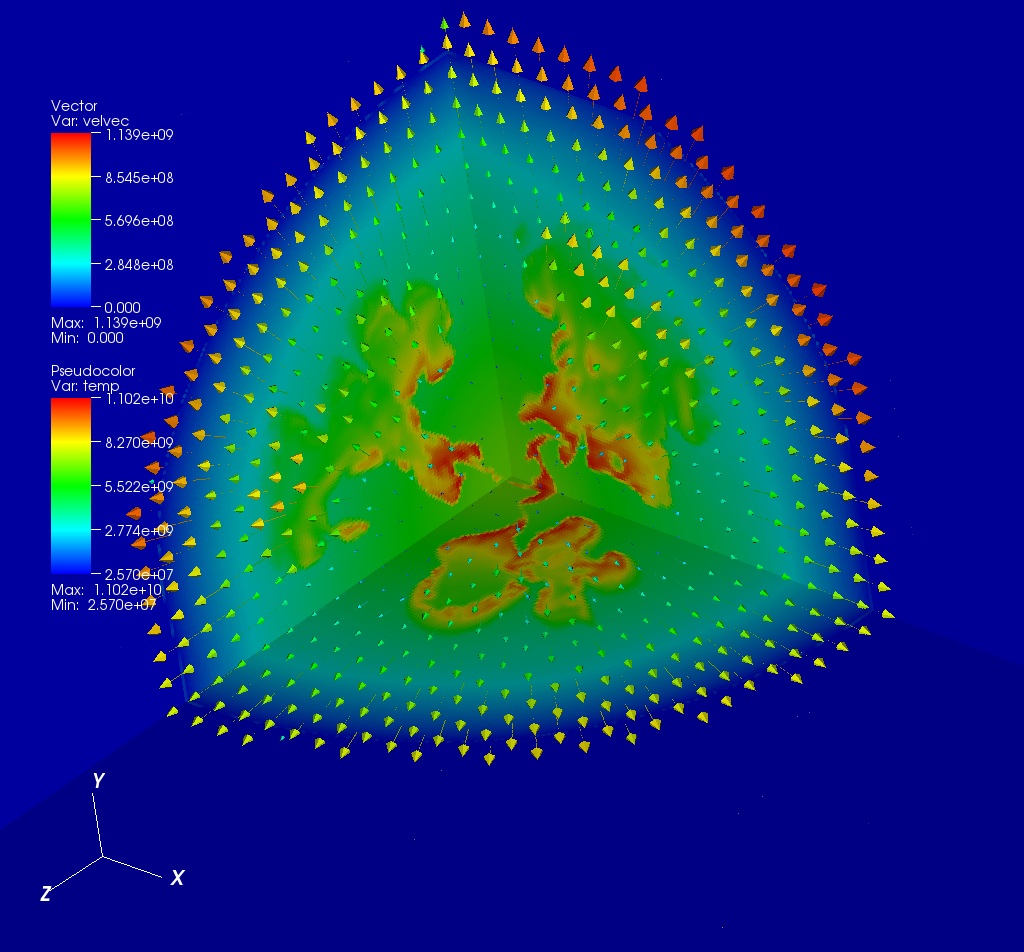 Vector
Var: velvec
1.139e+09
8.545e+08
5.696e+08
2.848e+08
0.000
Max: 1.139e+09
Min: 0.000
Pseudocolor
Var: temp
1.102e+10
8.270e+09
5.522e+09
2.774e+09
2.570e+07
Max: 1.102e+10
Min: 2.570e+07
Y
X
Z